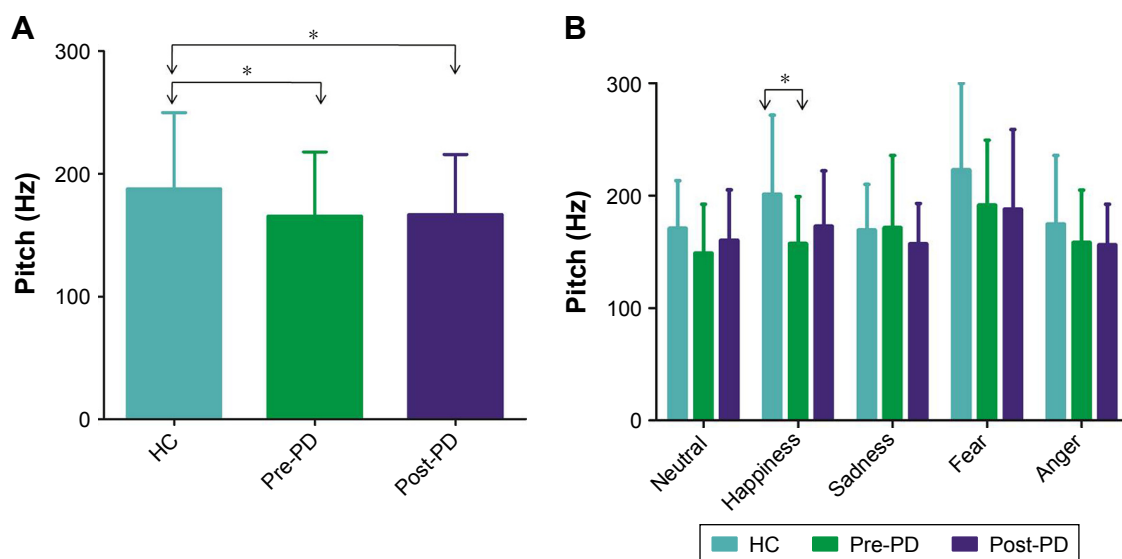 A
Pitch (Hz)
300
200
100
0
*
*
HC
Pre-PD
Post-PD
B
Pitch (Hz)
300
200
100
0
*
Neutral
Happiness
Sadness
Fear
Anger
HC Pre-PD Post-PD